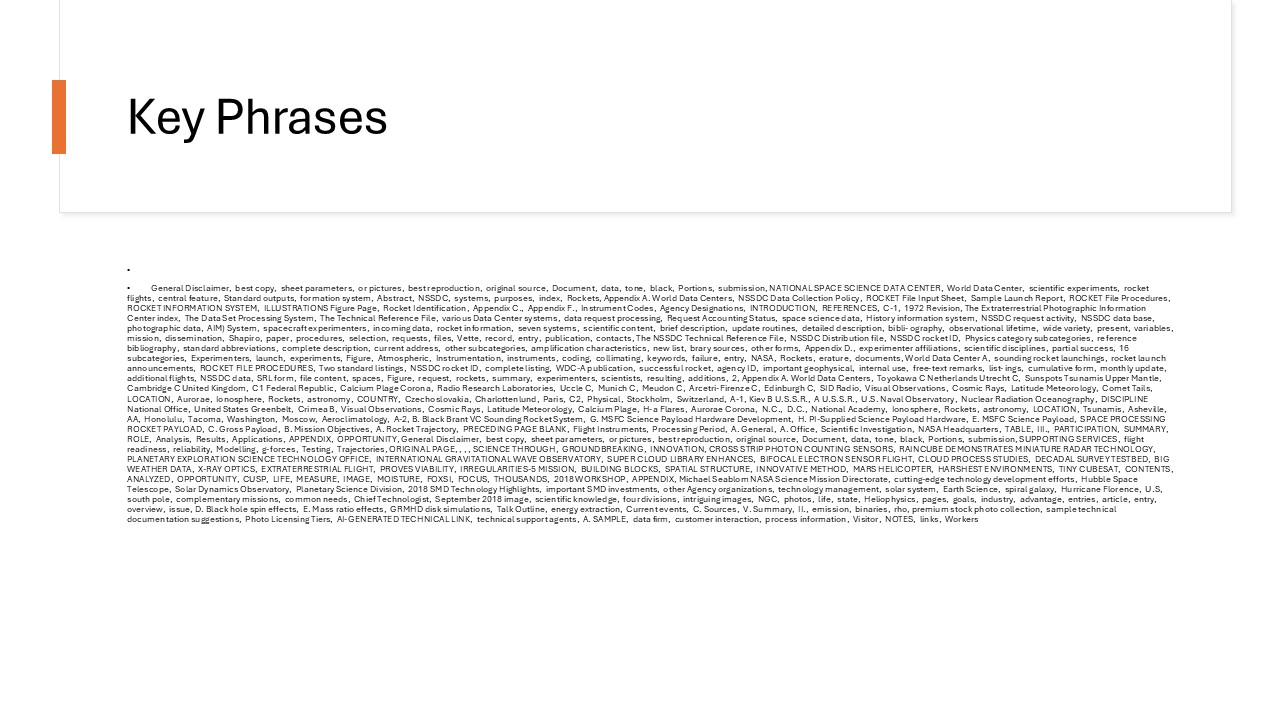 Key Phrases
•
• General Disclaimer, best copy, sheet parameters, or pictures, best reproduction, original source, Document, data, tone, black, Portions, submission, NATIONAL SPACE SCIENCE DATA CENTER, World Data Center, scientific experiments, rocket
flights, central feature, Standard outputs, formation system, Abstract, NSSDC, systems, purposes, index, Rockets, Appendix A. World Data Centers, NSSDC Data Collection Policy, ROCKET File Input Sheet, Sample Launch Report, ROCKET File Procedures,
ROCKET INFORMATION SYSTEM, ILLUSTRATIONS Figure Page, Rocket Identification, Appendix C., Appendix F., Instrument Codes, Agency Designations, INTRODUCTION, REFERENCES, C-1, 1972 Revision, The Extraterrestrial Photographic Information
Center index, The Data Set Processing System, The Technical Reference File, various Data Center systems, data request processing, Request Accounting Status, space science data, History information system, NSSDC request activity, NSSDC data base,
photographic data, AIM) System, spacecraft experimenters, incoming data, rocket information, seven systems, scientific content, brief description, update routines, detailed description, bibli- ography, observational lifetime, wide variety, present, variables,
mission, dissemination, Shapiro, paper, procedures, selection, requests, files, Vette, record, entry, publication, contacts, The NSSDC Technical Reference File, NSSDC Distribution file, NSSDC rocket ID, Physics category subcategories, reference
bibliography, standard abbreviations, complete description, current address, other subcategories, amplification characteristics, new list, brary sources, other forms, Appendix D., experimenter affiliations, scientific disciplines, partial success, 16
subcategories, Experimenters, launch, experiments, Figure, Atmospheric, Instrumentation, instruments, coding, collimating, keywords, failure, entry, NASA, Rockets, erature, documents, World Data Center A, sounding rocket launchings, rocket launch
announcements, ROCKET FILE PROCEDURES, Two standard listings, NSSDC rocket ID, complete listing, WDC-A publication, successful rocket, agency ID, important geophysical, internal use, free-text remarks, list- ings, cumulative form, monthly update,
additional flights, NSSDC data, SRL form, file content, spaces, Figure, request, rockets, summary, experimenters, scientists, resulting, additions, 2, Appendix A. World Data Centers, Toyokawa C Netherlands Utrecht C, Sunspots Tsunamis Upper Mantle,
Cambridge C United Kingdom, C1 Federal Republic, Calcium Plage Corona, Radio Research Laboratories, Uccle C, Munich C, Meudon C, Arcetri-Firenze C, Edinburgh C, SID Radio, Visual Observations, Cosmic Rays, Latitude Meteorology, Comet Tails,
LOCATION, Aurorae, Ionosphere, Rockets, astronomy, COUNTRY, Czechoslovakia, Charlottenlund, Paris, C2, Physical, Stockholm, Switzerland, A-1, Kiev B U.S.S.R., A U.S.S.R., U.S. Naval Observatory, Nuclear Radiation Oceanography, DISCIPLINE
National Office, United States Greenbelt, Crimea B, Visual Observations, Cosmic Rays, Latitude Meteorology, Calcium Plage, H-a Flares, Aurorae Corona, N.C., D.C., National Academy, Ionosphere, Rockets, astronomy, LOCATION, Tsunamis, Asheville,
AA, Honolulu, Tacoma, Washington, Moscow, Aeroclimatology, A-2, B. Black Brant VC Sounding Rocket System, G. MSFC Science Payload Hardware Development, H. PI-Supplied Science Payload Hardware, E. MSFC Science Payload, SPACE PROCESSING
ROCKET PAYLOAD, C. Gross Payload, B. Mission Objectives, A. Rocket Trajectory, PRECEDING PAGE BLANK, Flight Instruments, Processing Period, A. General, A. Office, Scientific Investigation, NASA Headquarters, TABLE, III., PARTICIPATION, SUMMARY,
ROLE, Analysis, Results, Applications, APPENDIX, OPPORTUNITY, General Disclaimer, best copy, sheet parameters, or pictures, best reproduction, original source, Document, data, tone, black, Portions, submission, SUPPORTING SERVICES, flight
readiness, reliability, Modelling, g-forces, Testing, Trajectories, ORIGINAL PAGE, , , , SCIENCE THROUGH, GROUNDBREAKING, INNOVATION, CROSS STRIP PHOTON COUNTING SENSORS, RAINCUBE DEMONSTRATES MINIATURE RADAR TECHNOLOGY,
PLANETARY EXPLORATION SCIENCE TECHNOLOGY OFFICE, INTERNATIONAL GRAVITATIONAL WAVE OBSERVATORY, SUPER CLOUD LIBRARY ENHANCES, BIFOCAL ELECTRON SENSOR FLIGHT, CLOUD PROCESS STUDIES, DECADAL SURVEY TESTBED, BIG
WEATHER DATA, X-RAY OPTICS, EXTRATERRESTRIAL FLIGHT, PROVES VIABILITY, IRREGULARITIES-5 MISSION, BUILDING BLOCKS, SPATIAL STRUCTURE, INNOVATIVE METHOD, MARS HELICOPTER, HARSHEST ENVIRONMENTS, TINY CUBESAT, CONTENTS,
ANALYZED, OPPORTUNITY, CUSP, LIFE, MEASURE, IMAGE, MOISTURE, FOXSI, FOCUS, THOUSANDS, 2018 WORKSHOP, APPENDIX, Michael Seablom NASA Science Mission Directorate, cutting-edge technology development efforts, Hubble Space
Telescope, Solar Dynamics Observatory, Planetary Science Division, 2018 SMD Technology Highlights, important SMD investments, other Agency organizations, technology management, solar system, Earth Science, spiral galaxy, Hurricane Florence, U.S,
south pole, complementary missions, common needs, Chief Technologist, September 2018 image, scientific knowledge, four divisions, intriguing images, NGC, photos, life, state, Heliophysics, pages, goals, industry, advantage, entries, article, entry,
overview, issue, D. Black hole spin effects, E. Mass ratio effects, GRMHD disk simulations, Talk Outline, energy extraction, Current events, C. Sources, V. Summary, II., emission, binaries, rho, premium stock photo collection, sample technical
documentation suggestions, Photo Licensing Tiers, AI-GENERATED TECHNICAL LINK, technical support agents, A. SAMPLE, data firm, customer interaction, process information, Visitor, NOTES, links, Workers